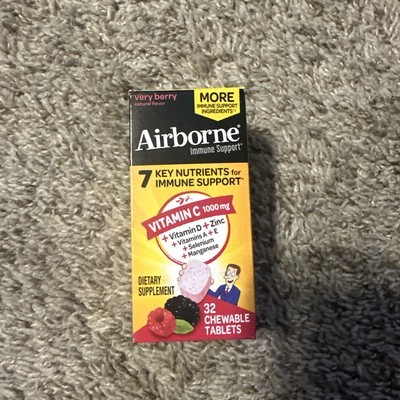 very berry
natural flavor
MORE
IMMUNE SUPPORT
INGREDIENTS
Airborne®
Immune Support*
7 KEY NUTRIENTS for
IMMUNE SUPPORT*
VITAMIN C 1000 mg
+ Vitamin D + Zinc
+ Vitamins A + E
+ Selenium
+ Manganese
DIETARY
SUPPLEMENT
32
CHEWABLE
TABLETS